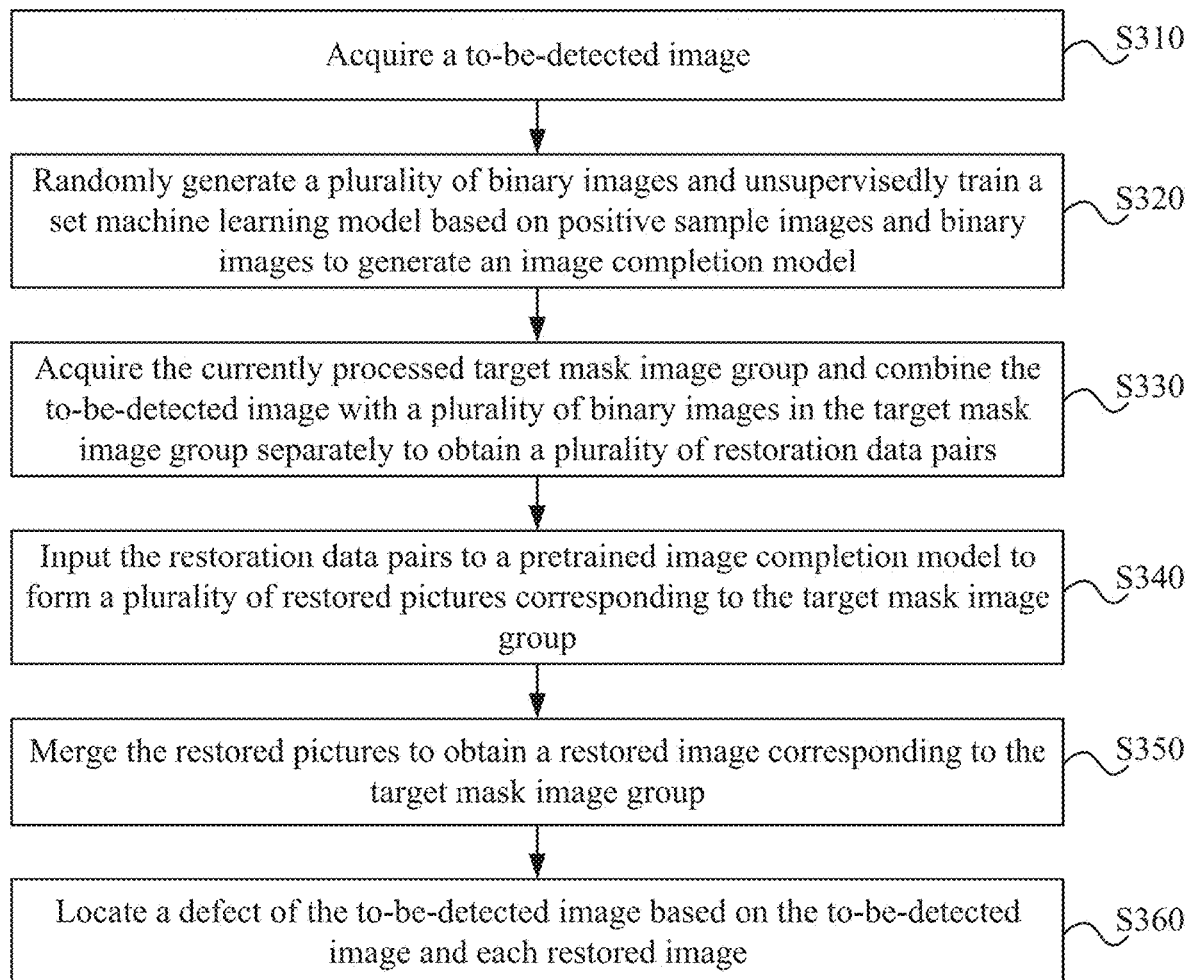 Acquire a to-be-detected image
S310
Randomly generate a plurality of binary images and unsupervisedly train a
set machine learning model based on positive sample images and binary
images to generate an image completion model
S320
Acquire the currently processed target mask image group and combine the
to-be-detected image with a plurality of binary images in the target mask
image group separately to obtain a plurality of restoration data pairs
S330
Input the restoration data pairs to a pretrained image completion model to
form a plurality of restored pictures corresponding to the target mask image
group
S340
Merge the restored pictures to obtain a restored image corresponding to the
target mask image group
S350
Locate a defect of the to-be-detected image based on the to-be-detected
image and each restored image
S360